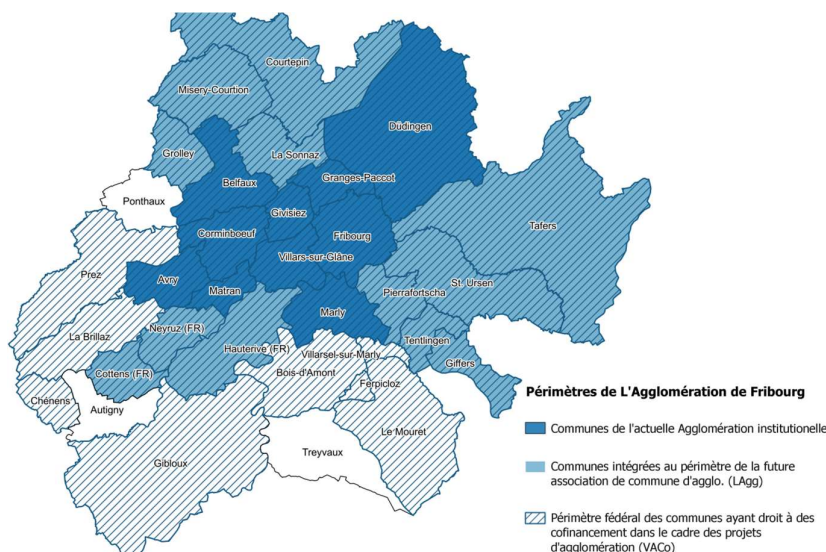 Courtepin
Misery-Courtion
Düdingen
Grolley
La Sonnaz
Granges-Paccot
Belfaux
Ponthaux
Givisiez
Corminboeuf
Fribourg
Tafers
Villars-sur-Glâne
Prez
Avry
St. Ursen
Matran
Pierrafortscha
Marly
La Brillaz
Neyruz (FR)
Tentlingen
Hauterive (FR)
Villarsel-sur-Marly
Giffers
Cottens (FR)
Bois-d'Amont
Ferpicloz
Chénens
Autigny
Le Mouret
Treyvaux
Gibloux
Périmètres de L'Agglomération de Fribourg
Communes de l'actuelle Agglomération institutionelle
Communes intégrées au périmètre de la future
association de commune d'agglo. (LAgg)
Périmètre fédéral des communes ayant droit à des
cofinancement dans le cadre des projets
d'agglomération (VACo)